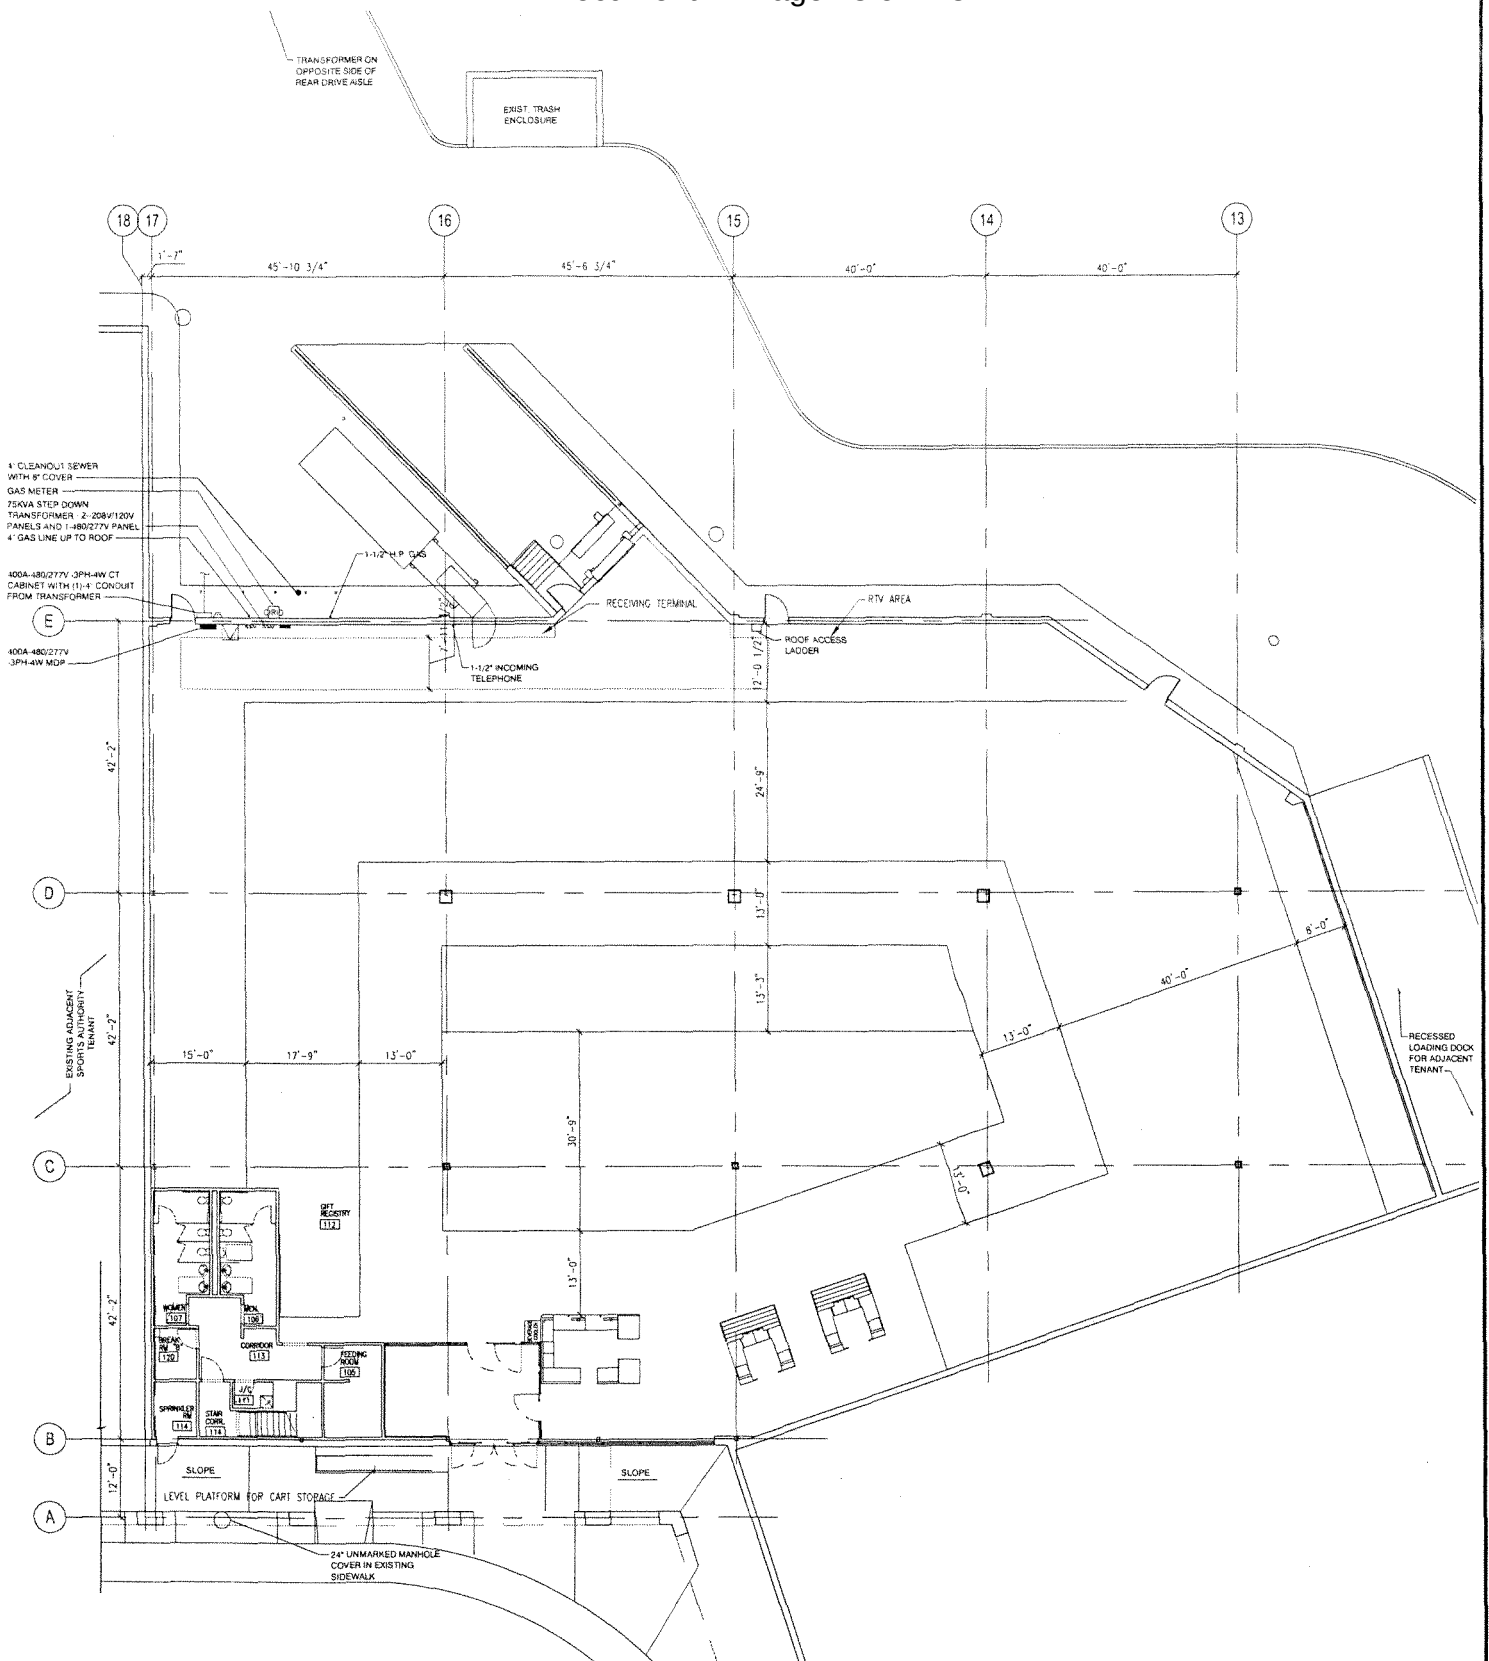 TRANSFORMER ON
OPPOSITE SIDE OF
REAR DRIVE AISLE
EXIST. TRASH
ENCLOSURE
18
17
16
15
14
13
1'-7"
45'-10 3/4"
45'-6 3/4"
40'-0"
40'-0"
4" CLEANOUT SEWER
WITH 8" COVER
GAS METER
75KVA STEP DOWN
TRANSFORMER - 2--208V/120V
PANELS AND 1-480/277V PANEL
4" GAS LINE UP TO ROOF
400A-480/277V -3PH-4W CT
CABINET WITH (1)-4" CONDUIT
FROM TRANSFORMER
1-1/2" H.P. GAS
E
400A-480/277V
-3PH-4W MDP
RECEIVING TERMINAL
RTV AREA
ROOF ACCESS
LADDER
1-1/2" INCOMING
TELEPHONE
12'-0 1/2"
42'-2"
24'-9"
D
13'-0"
8'-0"
13'-3"
40'-0"
EXISTING ADJACENT
SPORTS AUTHORITY
TENANT
42'-2"
15'-0"
17'-9"
13'-0"
13'-0"
RECESSED
LOADING DOCK
FOR ADJACENT
TENANT
30'-9"
C
13'-0"
GIFT
REGISTRY
112
13'-0"
42'-2"
WOMEN
107
MEN
106
BREAK
RM "B"
120
CORRIDOR
113
FEEDING
ROOM
105
J/C
SPRINKLER
RM
114
STAIR
CORR.
114
B
12'-0"
SLOPE
SLOPE
LEVEL PLATFORM FOR CART STORAGE
A
24" UNMARKED MANHOLE
COVER IN EXISTING
SIDEWALK